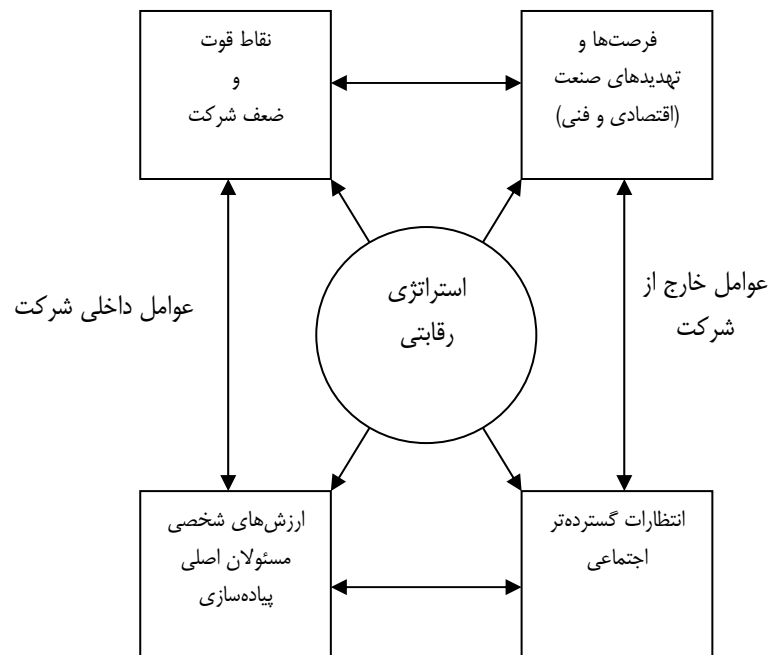 فرصت‌ها و
تهدیدهای صنعت
(اقتصادی و فنی)
نقاط قوت
و
ضعف شرکت
عوامل خارج از
شرکت
استراتژی
رقابتی
عوامل داخلی شرکت
انتظارات گسترده‌تر
اجتماعی
ارزش‌های شخصی
مسئولان اصلی
پیاده‌سازی